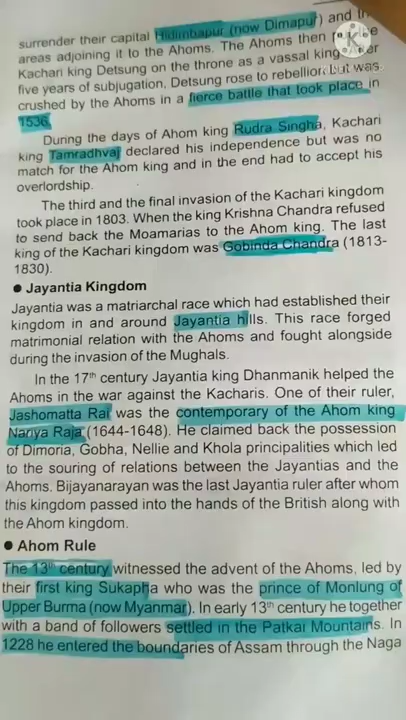 surrender their capital Hidimbapur (now Dimapur) and
areas adjoining it to the Ahoms. The Ahoms then
Kachari king Detsung on the throne as a vassal king.
five years of subjugation, Detsung rose to rebellion but was
crushed by the Ahoms in a fierce battle that took place in
1536.
During the days of Ahom king Rudra Singha, Kachari
king Tamradhvaj declared his independence but was no
match for the Ahom king and in the end had to accept his
overlordship.
The third and the final invasion of the Kachari kingdom
took place in 1803. When the king Krishna Chandra refused
to send back the Moamarias to the Ahom king. The last
king of the Kachari kingdom was Gobinda Chandra (1813-
1830).
● Jayantia Kingdom
Jayantia was a matriarchal race which had established their
kingdom in and around Jayantia hills. This race forged
matrimonial relation with the Ahoms and fought alongside
during the invasion of the Mughals.
In the 17th century Jayantia king Dhanmanik helped the
Ahoms in the war against the Kacharis. One of their ruler,
Jashomatta Rai was the contemporary of the Ahom king
Nariya Raja (1644-1648). He claimed back the possession
of Dimoria, Gobha, Nellie and Khola principalities which led
to the souring of relations between the Jayantias and the
Ahoms. Bijayanarayan was the last Jayantia ruler after whom
this kingdom passed into the hands of the British along with
the Ahom kingdom.
● Ahom Rule
The 13th century witnessed the advent of the Ahoms, led by
their first king Sukapha who was the prince of Monlung of
Upper Burma (now Myanmar). In early 13th century he together
with a band of followers settled in the Patkai Mountains. In
1228 he entered the boundaries of Assam through the Naga